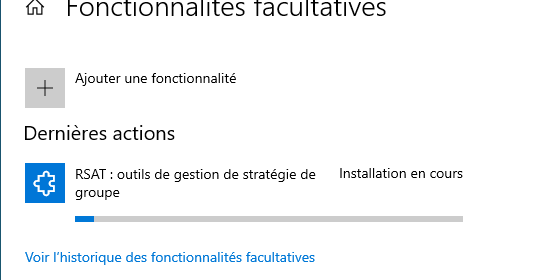 Fonctionnalités facultatives
Ajouter une fonctionnalité
Dernières actions
RSAT : outils de gestion de stratégie de
groupe
Installation en cours
Voir l'historique des fonctionnalités facultatives